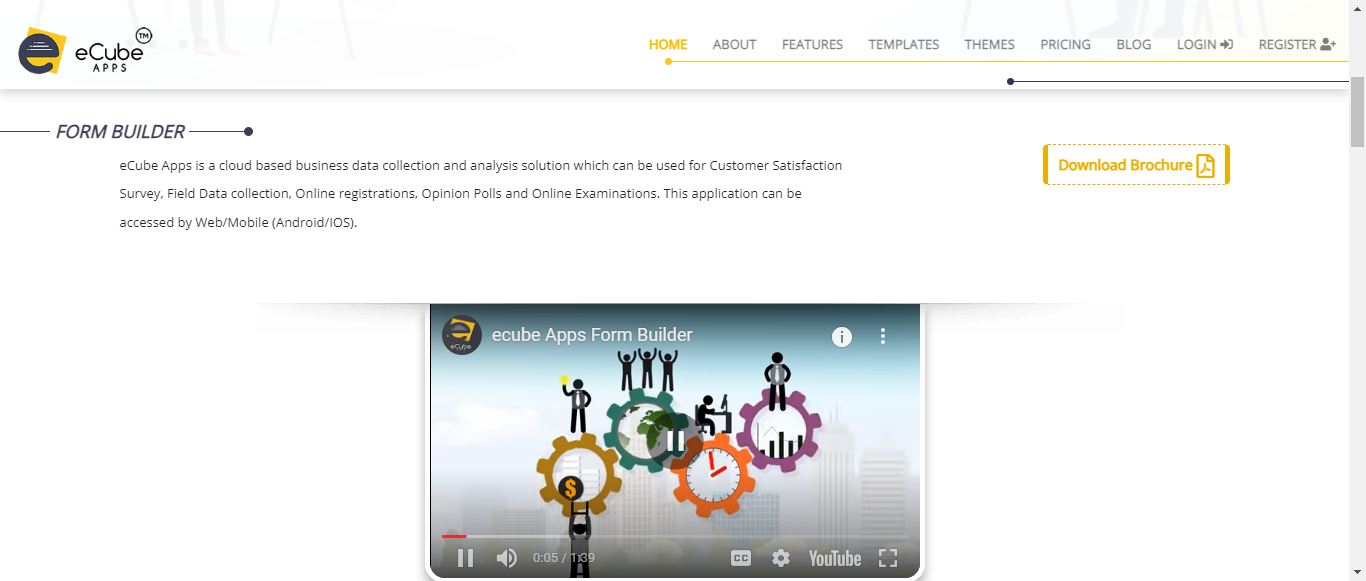 eCube TM
APPS
HOME ABOUT FEATURES TEMPLATES THEMES PRICING BLOG LOGIN REGISTER
FORM BUILDER
eCube Apps is a cloud based business data collection and analysis solution which can be used for Customer Satisfaction
Survey, Field Data collection, Online registrations, Opinion Polls and Online Examinations. This application can be
accessed by Web/Mobile (Android/IOS).
Download Brochure
eCube
ecube Apps Form Builder
$
0:05 / 1:39
CC
YouTube